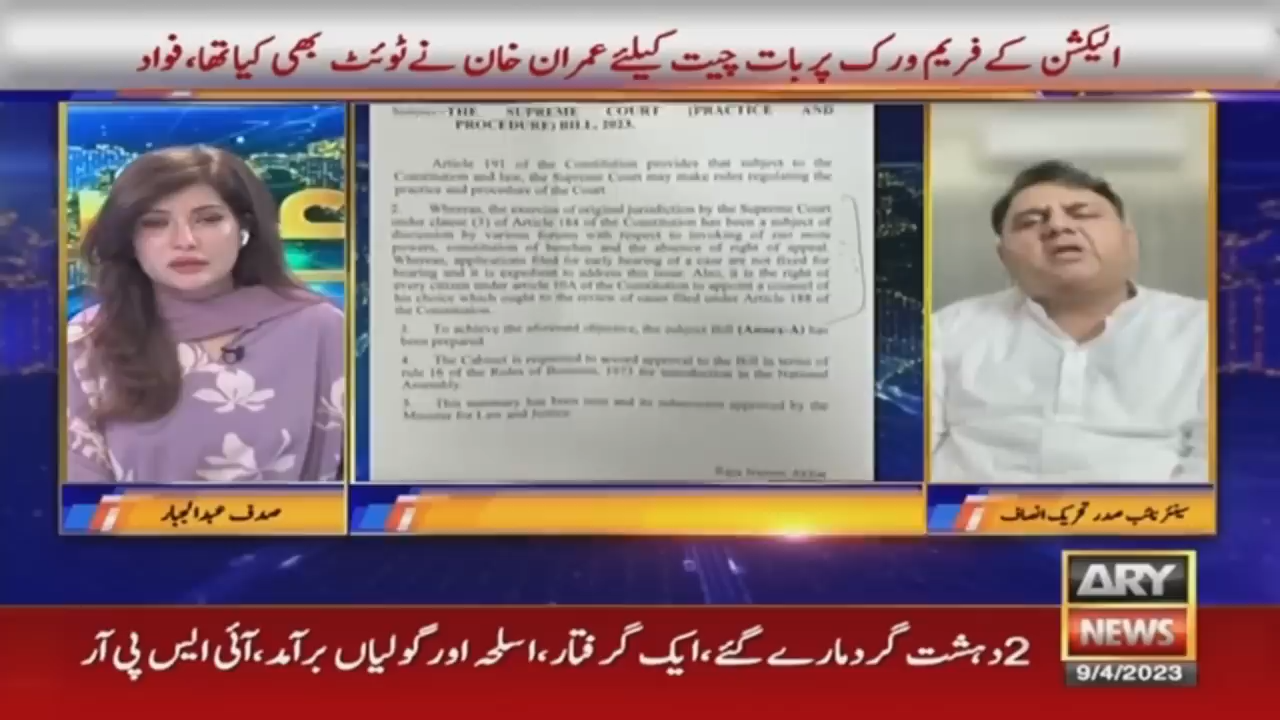 الیکشن کے فریم ورک پر بات چیت کیلئے عمران خان نے ٹوئٹ بھی کیا تھا، فواد
THE SUPREME COURT (PRACTICE AND
PROCEDURE) BILL, 2023.
Article 191 of the Constitution provides that subject to the
Constitution and law, the Supreme Court may make rules regulating the
practice and procedure of the Court
2. Whereas, the exercise of original jurisdiction by the Supreme Court
under clause (3) of Article 184 of the Constitution has been a subject of
discussion by various forums with respect to invoking of suo moto
powers, constitution of benches and the absence of right of appeal.
Whereas, applications filed for early hearing of a case are not fixed for
hearing and it is expedient to address this issue. Also, it is the right of
every citizen under article 10A of the Constitution to appoint a counsel of
his choice which ought to the review of cases filed under Article 188 of
the Constitution.
3. To achieve the aforesaid objective, the subject Bill (Annex-A) has
been prepared
4. The Cabinet is requested to accord approval to the Bill in terms of
rule 16 of the Rules of Business, 1973 for introduction in the National
Assembly.
5. This summary has been seen and its submission approved by the
Minister for Law and Justice
صدف عبدالجبار
سینئر نائب صدر تحریک انصاف
ARY
NEWS
9/4/2023
2 دہشت گرد مارے گئے، ایک گرفتار، اسلحہ اور گولیاں برآمد، آئی ایس پی آر